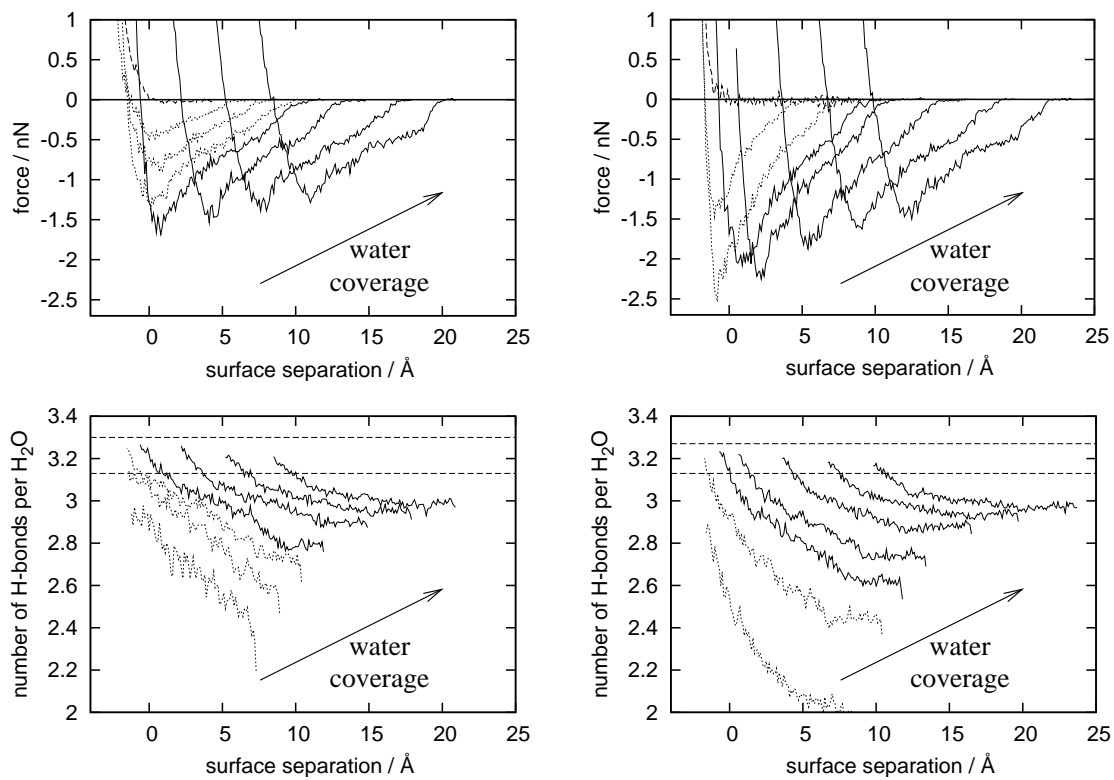 1
0.5
0
-0.5
-1
-1.5
-2
-2.5
force / nN
water
coverage
0 5 10 15 20 25
surface separation / Å
1
0.5
0
-0.5
-1
-1.5
-2
-2.5
force / nN
water
coverage
0 5 10 15 20 25
surface separation / Å
3.4
3.2
3
2.8
2.6
2.4
2.2
2
number of H-bonds per H₂O
water
coverage
0 5 10 15 20 25
surface separation / Å
3.4
3.2
3
2.8
2.6
2.4
2.2
2
number of H-bonds per H₂O
water
coverage
0 5 10 15 20 25
surface separation / Å